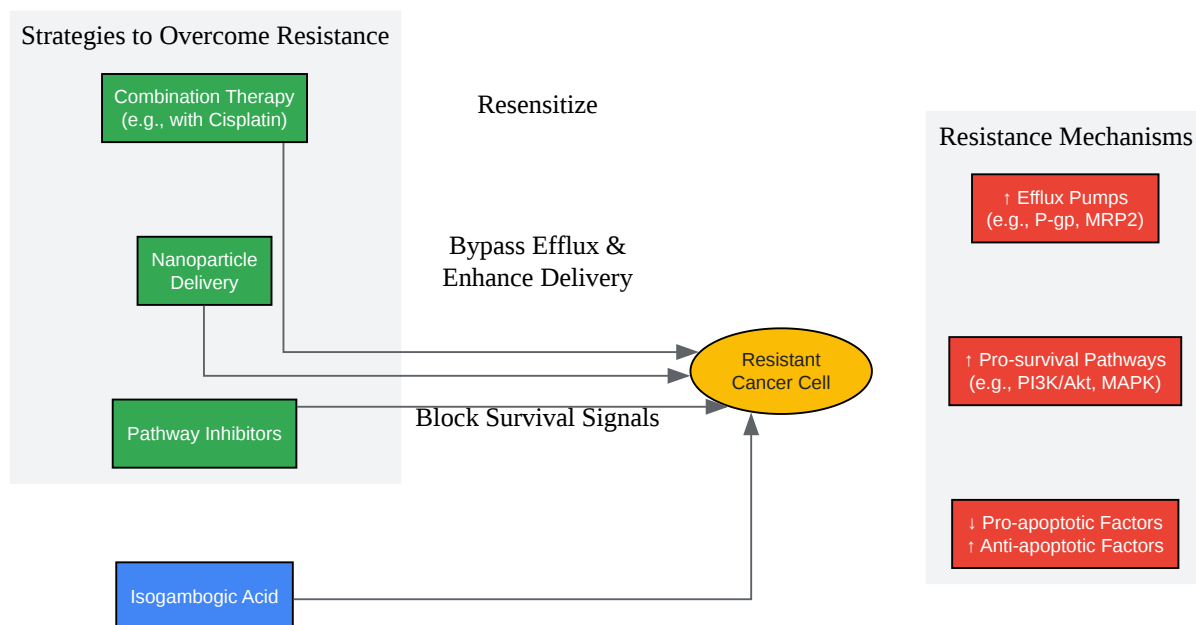 Strategies to Overcome Resistance
Combination Therapy
(e.g., with Cisplatin)
Resensitize
Nanoparticle
Delivery
Bypass Efflux &
Enhance Delivery
Pathway Inhibitors
Block Survival Signals
Isogambogic Acid
Resistant
Cancer Cell
Resistance Mechanisms
↑ Efflux Pumps
(e.g., P-gp, MRP2)
↑ Pro-survival Pathways
(e.g., PI3K/Akt, MAPK)
↓ Pro-apoptotic Factors
↑ Anti-apoptotic Factors